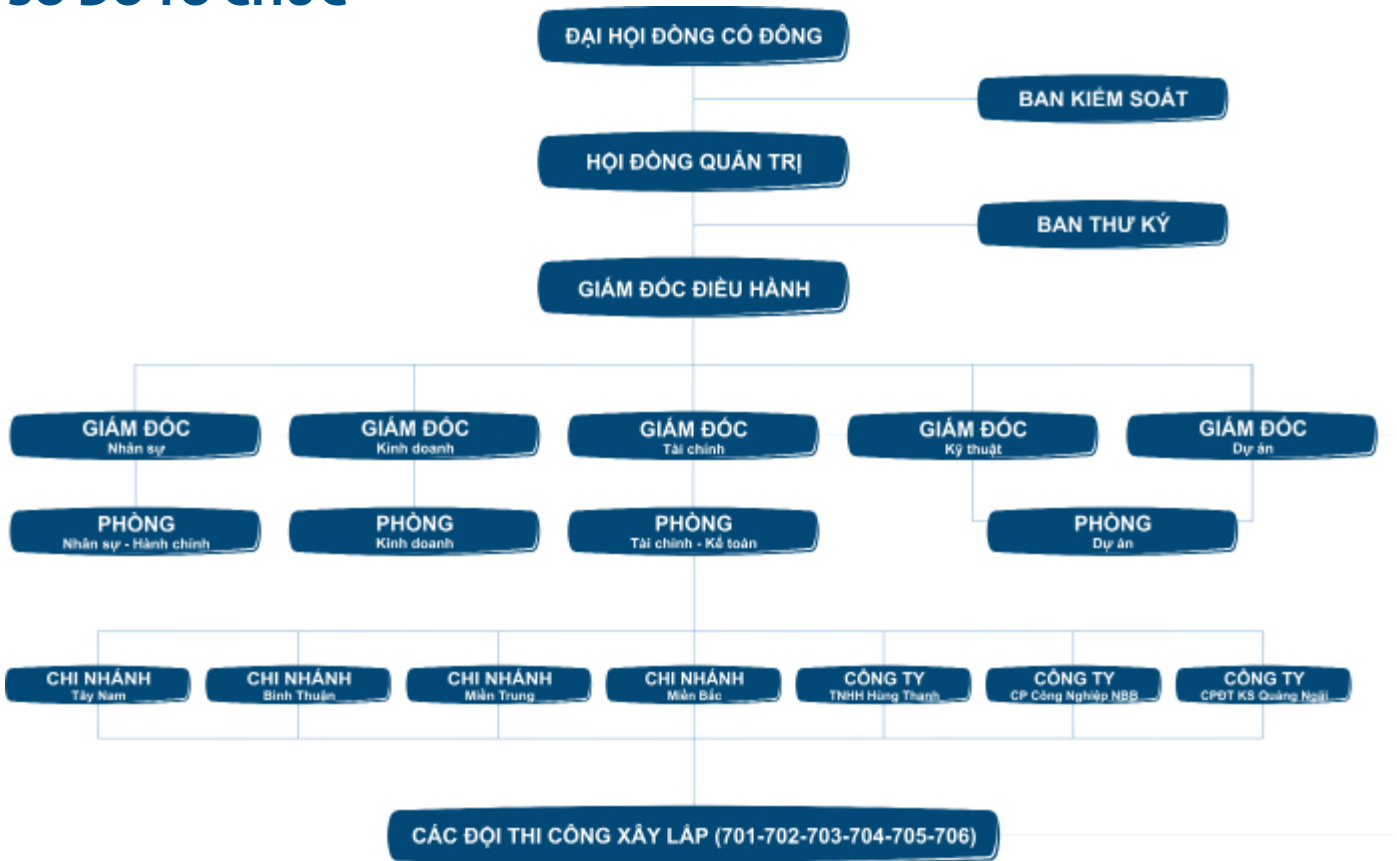 SƠ ĐỒ TỔ CHỨC
ĐẠI HỘI ĐỒNG CỔ ĐÔNG
BAN KIỂM SOÁT
HỘI ĐỒNG QUẢN TRỊ
BAN THƯ KÝ
GIÁM ĐỐC ĐIỀU HÀNH
GIÁM ĐỐC
Nhân sự
GIÁM ĐỐC
Kinh doanh
GIÁM ĐỐC
Tài chính
GIÁM ĐỐC
Kỹ thuật
GIÁM ĐỐC
Dự án
PHÒNG
Nhân sự - Hành chính
PHÒNG
Kinh doanh
PHÒNG
Tài chính - Kế toán
PHÒNG
Dự án
CHI NHÁNH
Tây Nam
CHI NHÁNH
Bình Thuận
CHI NHÁNH
Miền Trung
CHI NHÁNH
Miền Bắc
CÔNG TY
TNHH Hùng Thanh
CÔNG TY
CP Công Nghiệp NBB
CÔNG TY
CPĐT KS Quảng Ngãi
CÁC ĐỘI THI CÔNG XÂY LẮP (701-702-703-704-705-706)